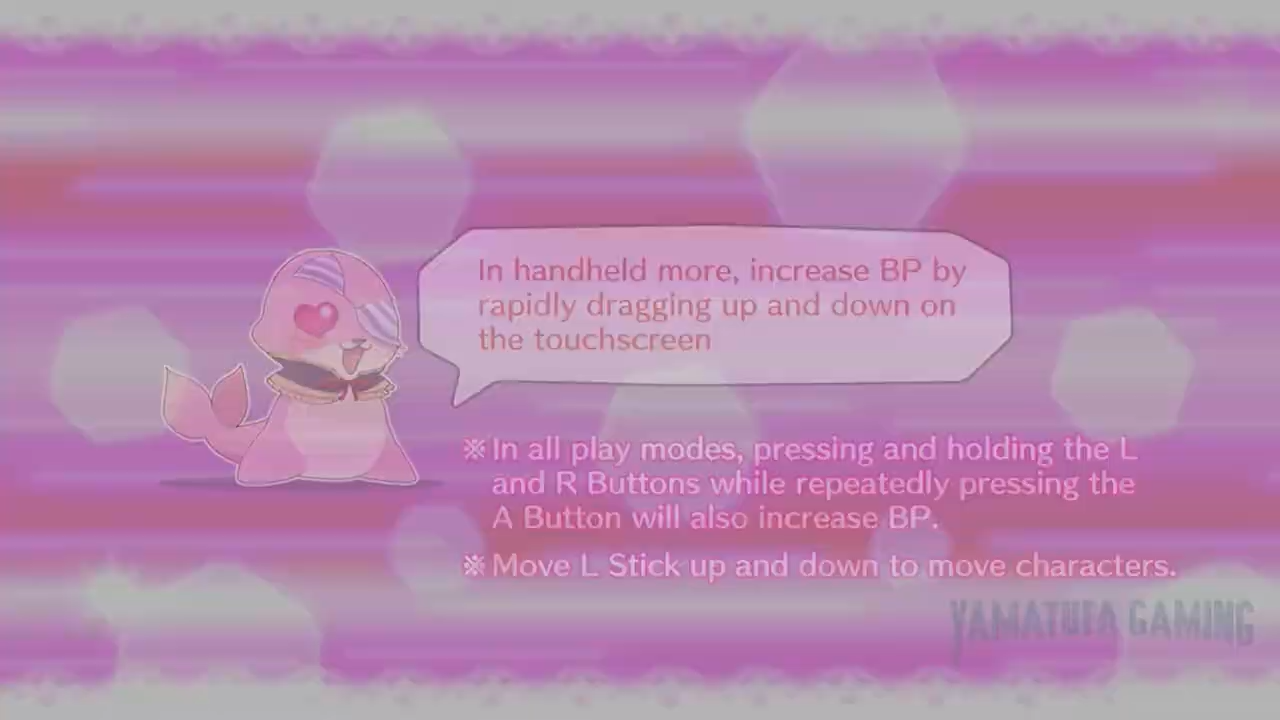 In handheld more, increase BP by
rapidly dragging up and down on
the touchscreen
※In all play modes, pressing and holding the L
and R Buttons while repeatedly pressing the
A Button will also increase BP.
※Move L Stick up and down to move characters.
YAMATUFA GAMING